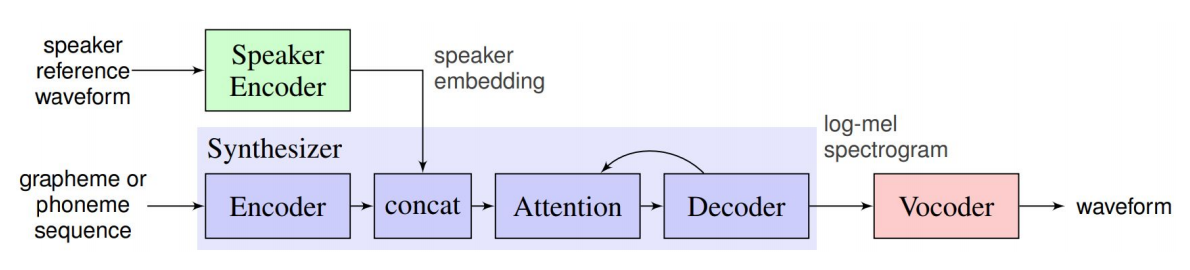 speaker
reference
waveform
Speaker
Encoder
speaker
embedding
Synthesizer
log-mel
spectrogram
grapheme or
phoneme
sequence
Encoder
concat
Attention
Decoder
Vocoder
waveform